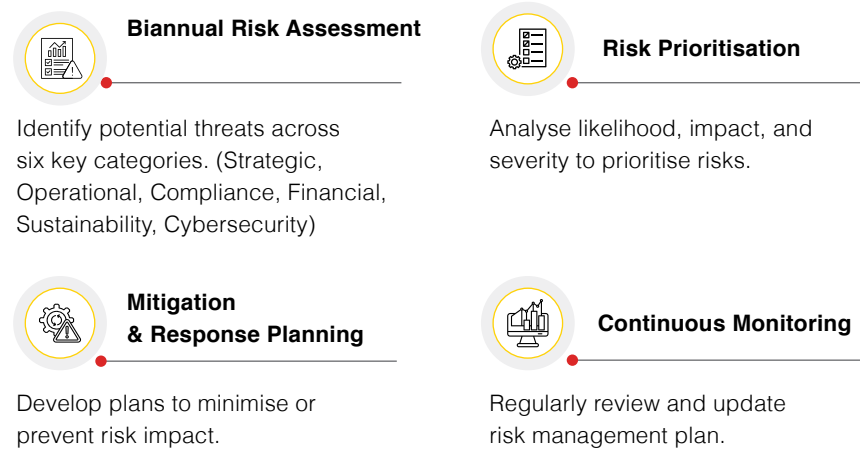 Biannual Risk Assessment
Identify potential threats across
six key categories. (Strategic,
Operational, Compliance, Financial,
Sustainability, Cybersecurity)
Risk Prioritisation
Analyse likelihood, impact, and
severity to prioritise risks.
Mitigation
& Response Planning
Develop plans to minimise or
prevent risk impact.
Continuous Monitoring
Regularly review and update
risk management plan.